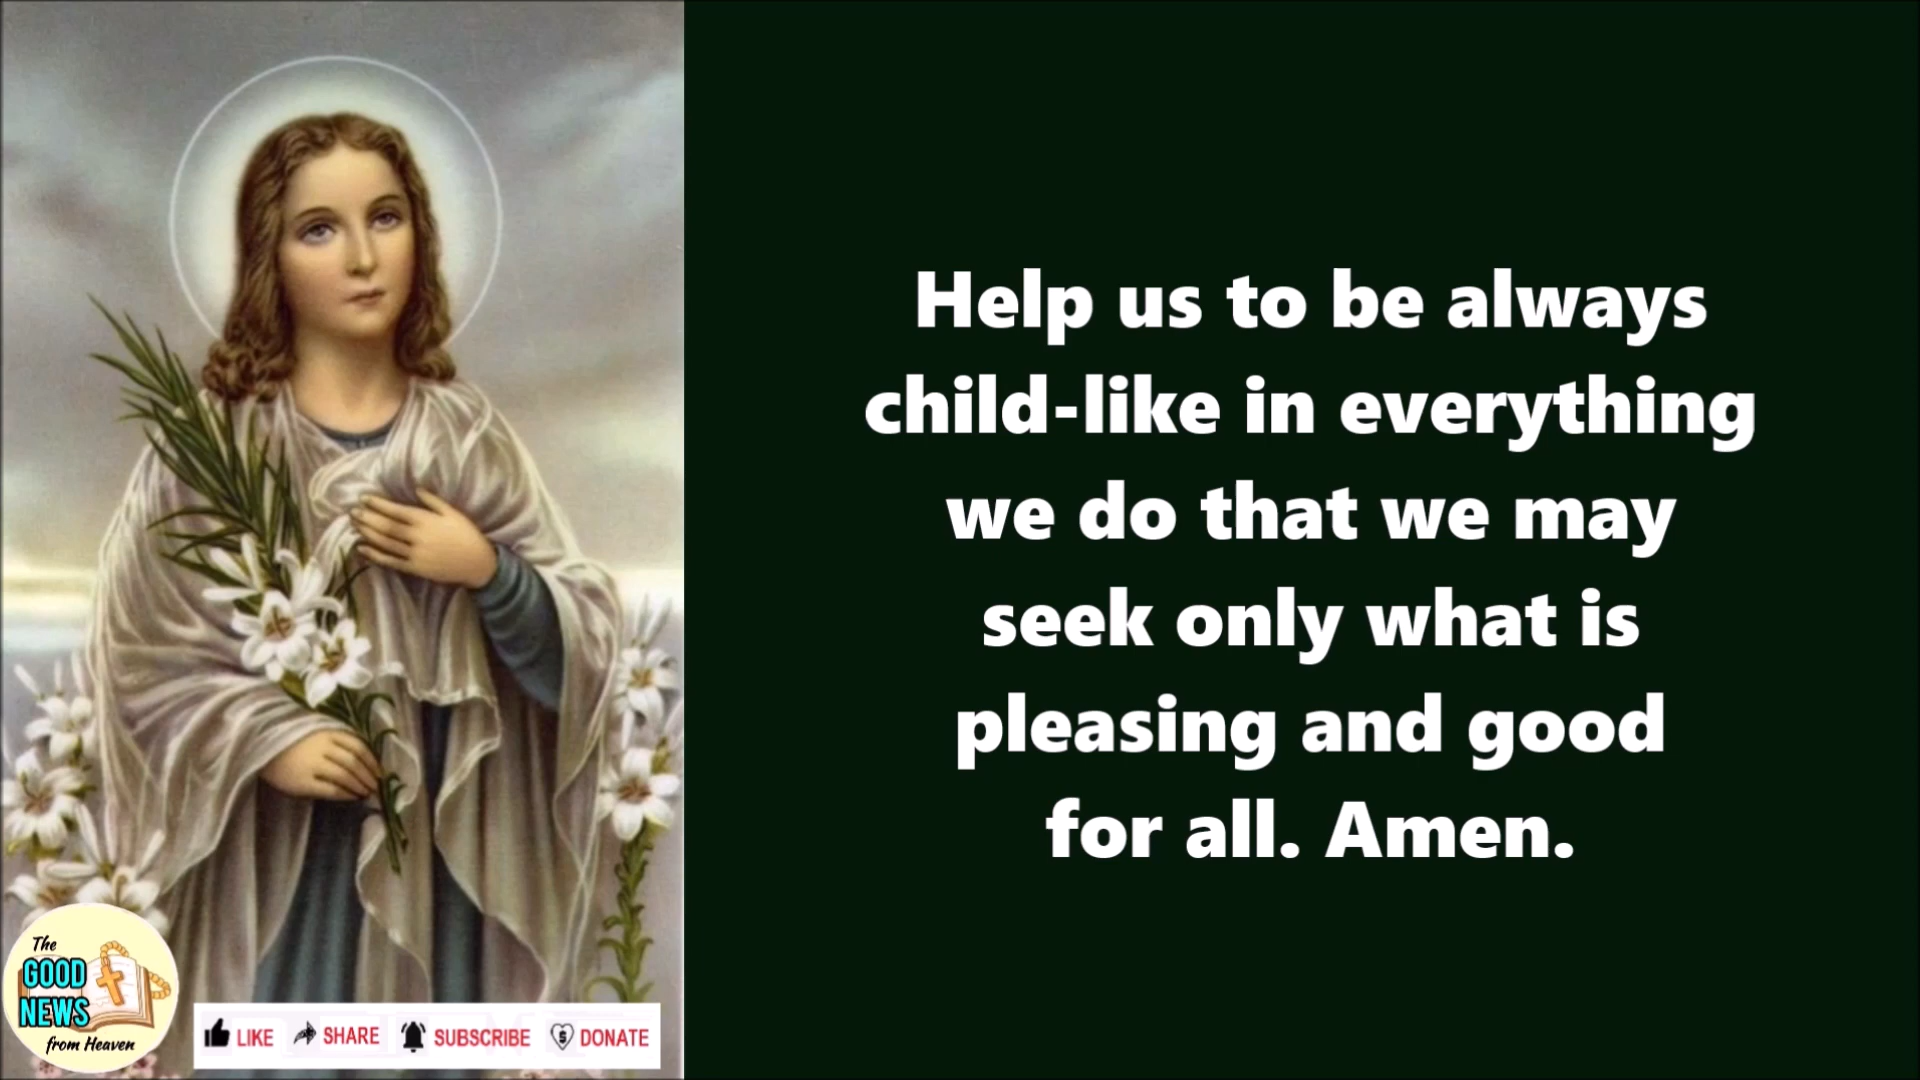 Help us to be always
child-like in everything
we do that we may
seek only what is
pleasing and good
for all. Amen.
The
GOOD
NEWS
from Heaven
LIKE SHARE SUBSCRIBE DONATE